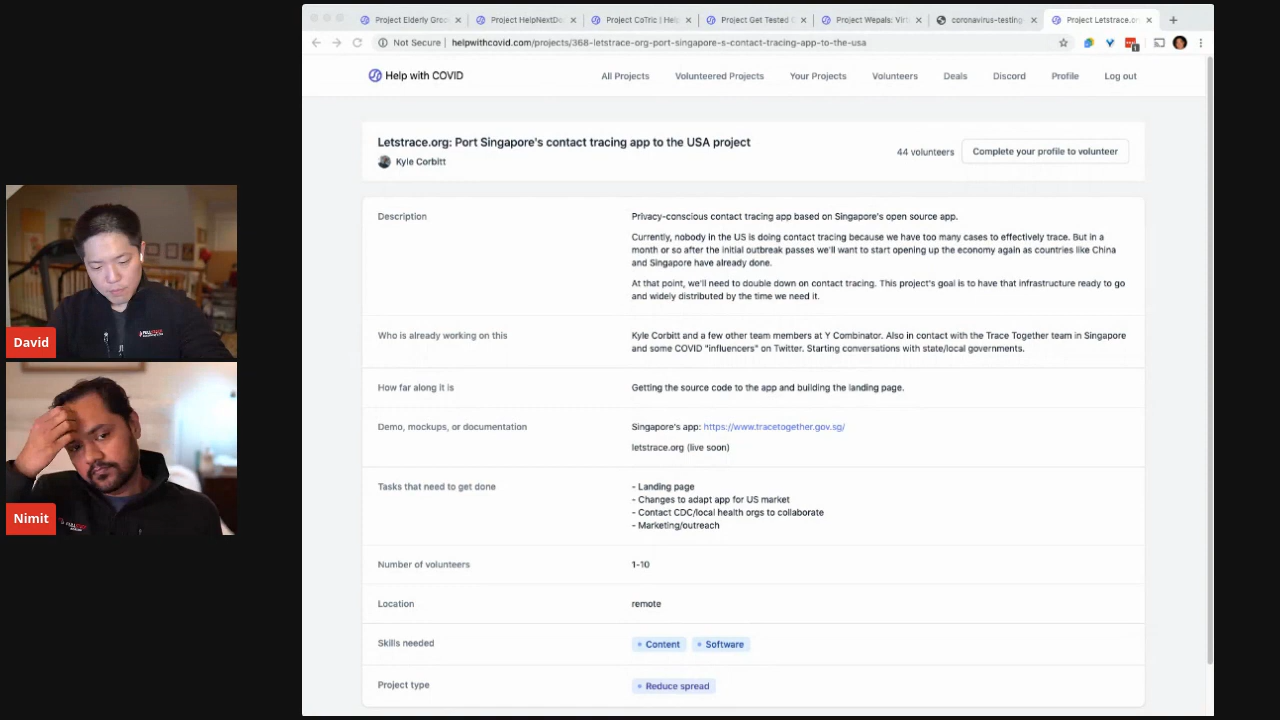 Project Elderly Groc
Project HelpNextDo
Project CoTric | Hel
Project Get Tested C
Project Wepals: Virt
coronavirus-testing
Project Letstrace.or
Not Secure
helpwithcovid.com/projects/368-letstrace-org-port-singapore-s-contact-tracing-app-to-the-usa
Help with COVID
All Projects
Volunteered Projects
Your Projects
Volunteers
Deals
Discord
Profile
Log out
Letstrace.org: Port Singapore's contact tracing app to the USA project
Kyle Corbitt
44 volunteers
Complete your profile to volunteer
Description
Privacy-conscious contact tracing app based on Singapore's open source app.
Currently, nobody in the US is doing contact tracing because we have too many cases to effectively trace. But in a
month or so after the initial outbreak passes we'll want to start opening up the economy again as countries like China
and Singapore have already done.
At that point, we'll need to double down on contact tracing. This project's goal is to have that infrastructure ready to go
and widely distributed by the time we need it.
Who is already working on this
Kyle Corbitt and a few other team members at Y Combinator. Also in contact with the Trace Together team in Singapore
and some COVID "influencers" on Twitter. Starting conversations with state/local governments.
How far along it is
Getting the source code to the app and building the landing page.
Demo, mockups, or documentation
Singapore's app: https://www.tracetogether.gov.sg/
letstrace.org (live soon)
Tasks that need to get done
- Landing page
- Changes to adapt app for US market
- Contact CDC/local health orgs to collaborate
- Marketing/outreach
Number of volunteers
1-10
Location
remote
Skills needed
Content
Software
Project type
Reduce spread
David
Nimit